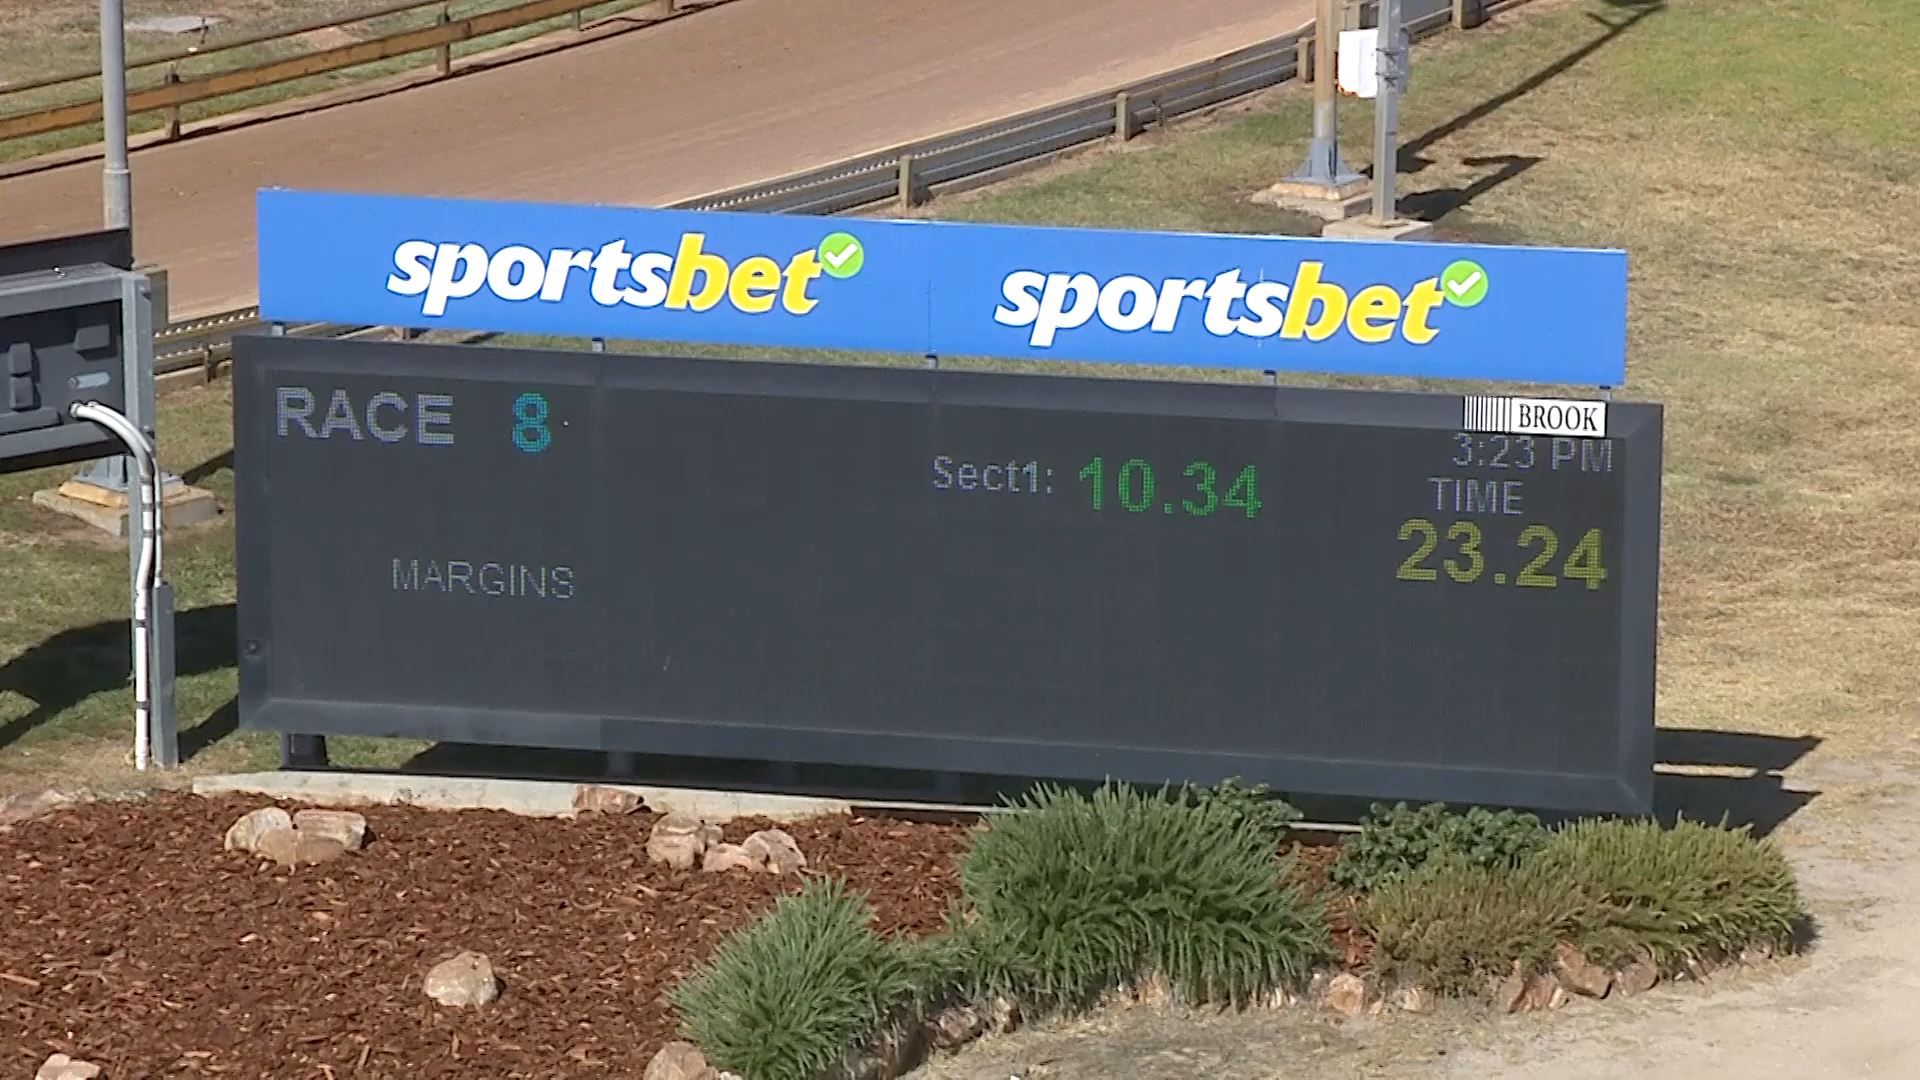 sportsbet sportsbet
BROOK
RACE 8
3:23 PM
Sect1: 10.34
TIME
23.24
MARGINS